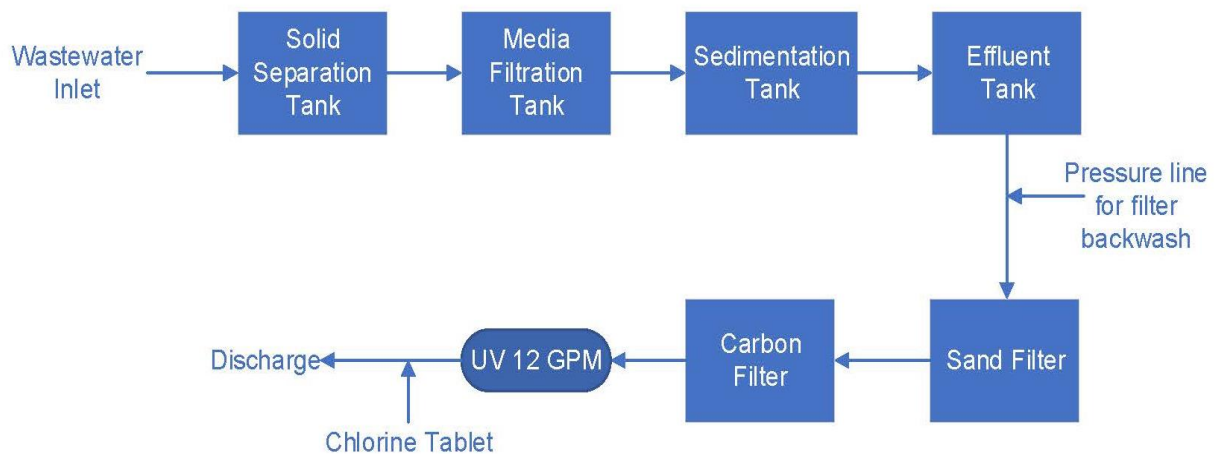 Wastewater
Inlet
Solid
Separation
Tank
Media
Filtration
Tank
Sedimentation
Tank
Effluent
Tank
Pressure line
for filter
backwash
Sand Filter
Carbon
Filter
UV 12 GPM
Discharge
Chlorine Tablet